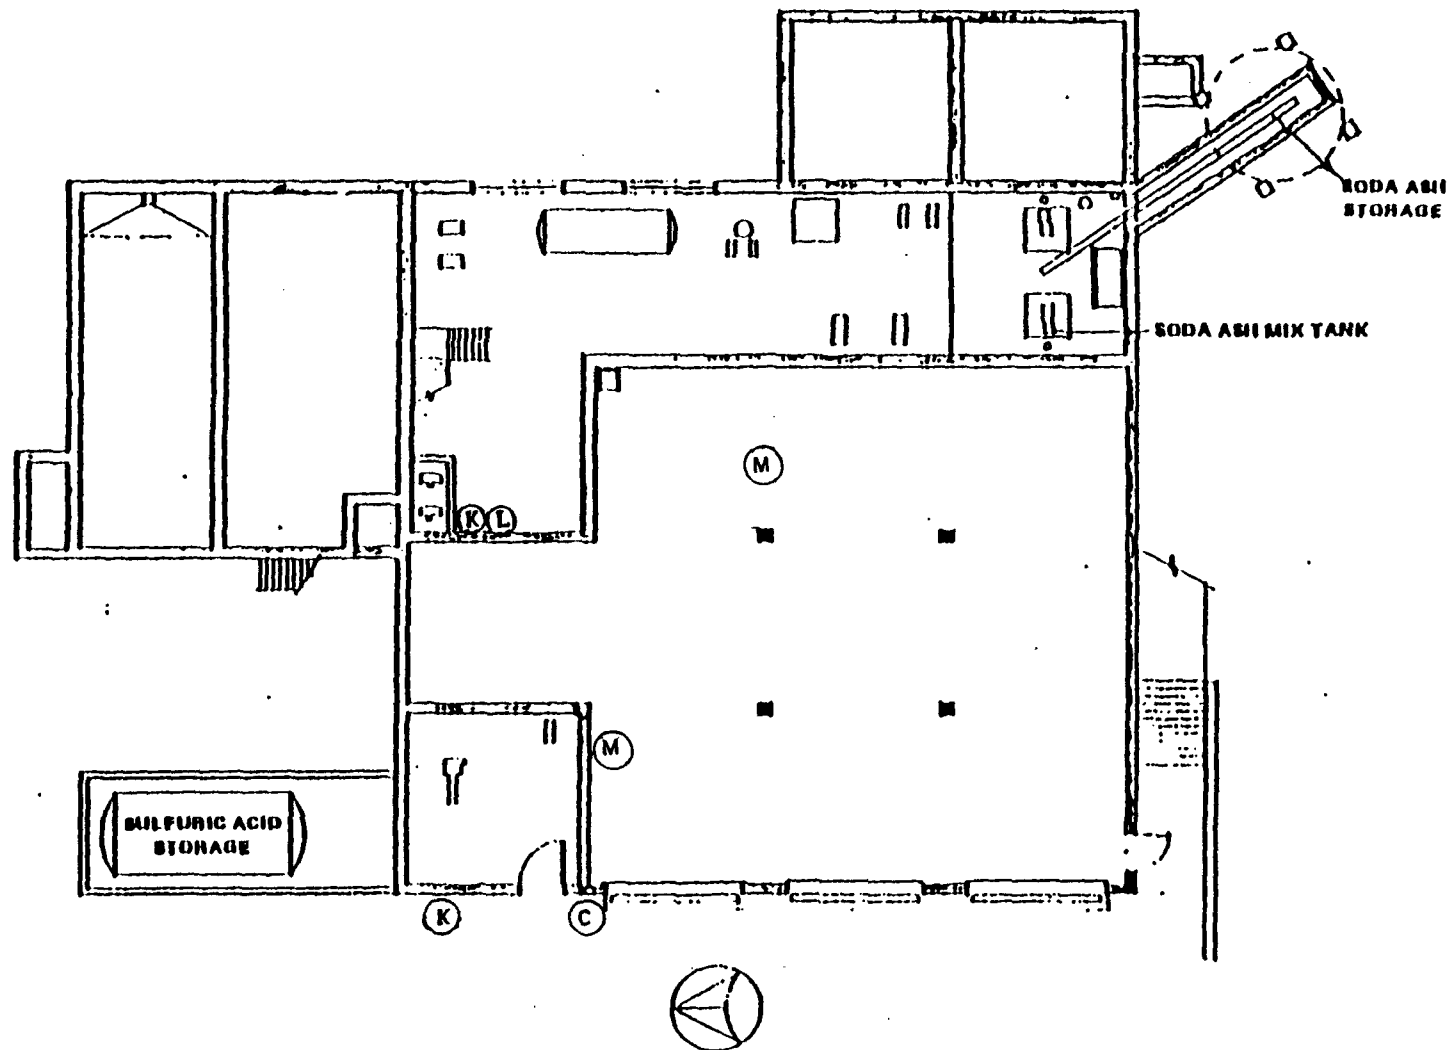 SODA ASH
STORAGE
SODA ASH MIX TANK
M
K L
M
SULFURIC ACID
STORAGE
K
C